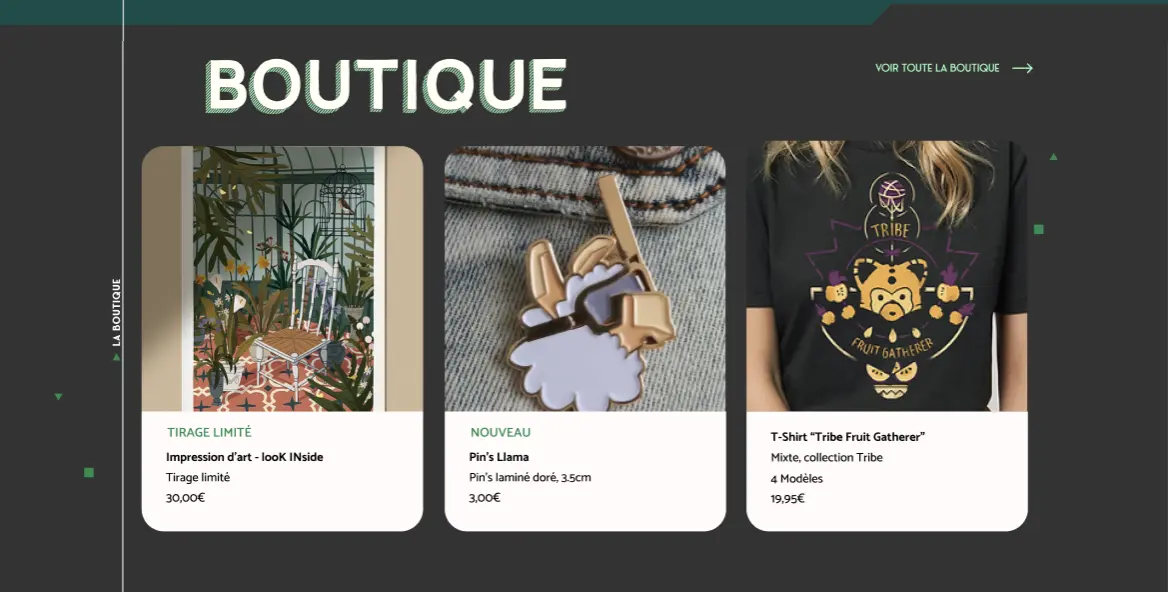 BOUTIQUE
VOIR TOUTE LA BOUTIQUE
LA BOUTIQUE
TRIBE
FRUIT GATHERER
TIRAGE LIMITÉ
Impression d'art - looK INside
Tirage limité
30,00€
NOUVEAU
Pin's Llama
Pin's laminé doré, 3.5cm
3,00€
T-Shirt “Tribe Fruit Gatherer”
Mixte, collection Tribe
4 Modèles
19,95€